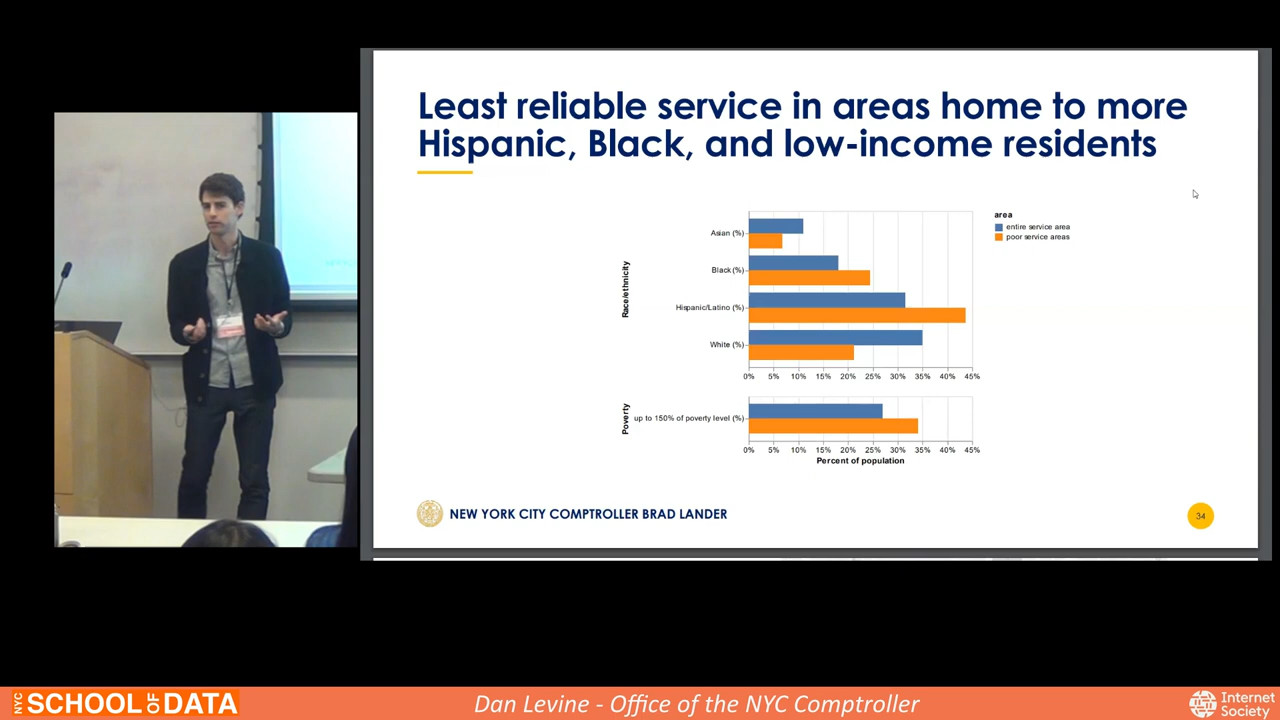 Least reliable service in areas home to more
Hispanic, Black, and low-income residents
area
entire service area
poor service areas
Race/ethnicity
Asian (%)
Black (%)
Hispanic/Latino (%)
White (%)
0% 5% 10% 15% 20% 25% 30% 35% 40% 45%
Poverty
up to 150% of poverty level (%)
0% 5% 10% 15% 20% 25% 30% 35% 40% 45%
Percent of population
NEW YORK CITY COMPTROLLER BRAD LANDER
34
NYC SCHOOL OF DATA
Dan Levine - Office of the NYC Comptroller
Internet
Society